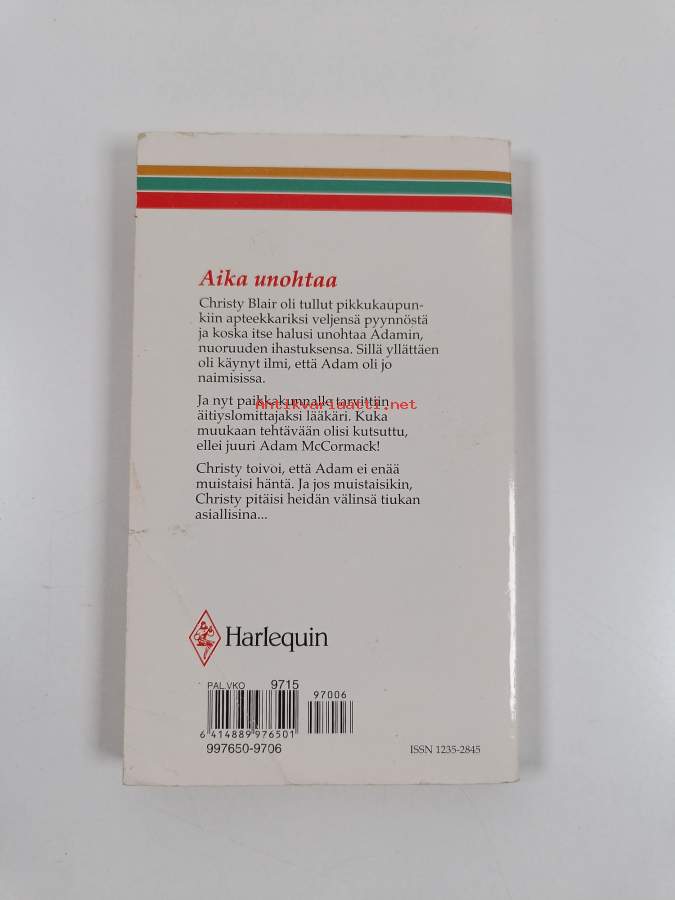 Aika unohtaa
Christy Blair oli tullut pikkukaupun-
kiin apteekkariksi veljensä pyynnöstä
ja koska itse halusi unohtaa Adamin,
nuoruuden ihastuksensa. Sillä yllättäen
oli käynyt ilmi, että Adam oli jo
naimisissa.
Ja nyt paikkakunnalle tarvittiin
Antikvariaatti.net
äitiyslomittajaksi lääkäri. Kuka
muukaan tehtävään olisi kutsuttu,
ellei juuri Adam McCormack!
Christy toivoi, että Adam ei enää
muistaisi häntä. Ja jos muistaisikin,
Christy pitäisi heidän välinsä tiukan
asiallisina...
Harlequin
PAL.VKO 9715
97006
6 414889 976501
997650-9706
ISSN 1235-2845